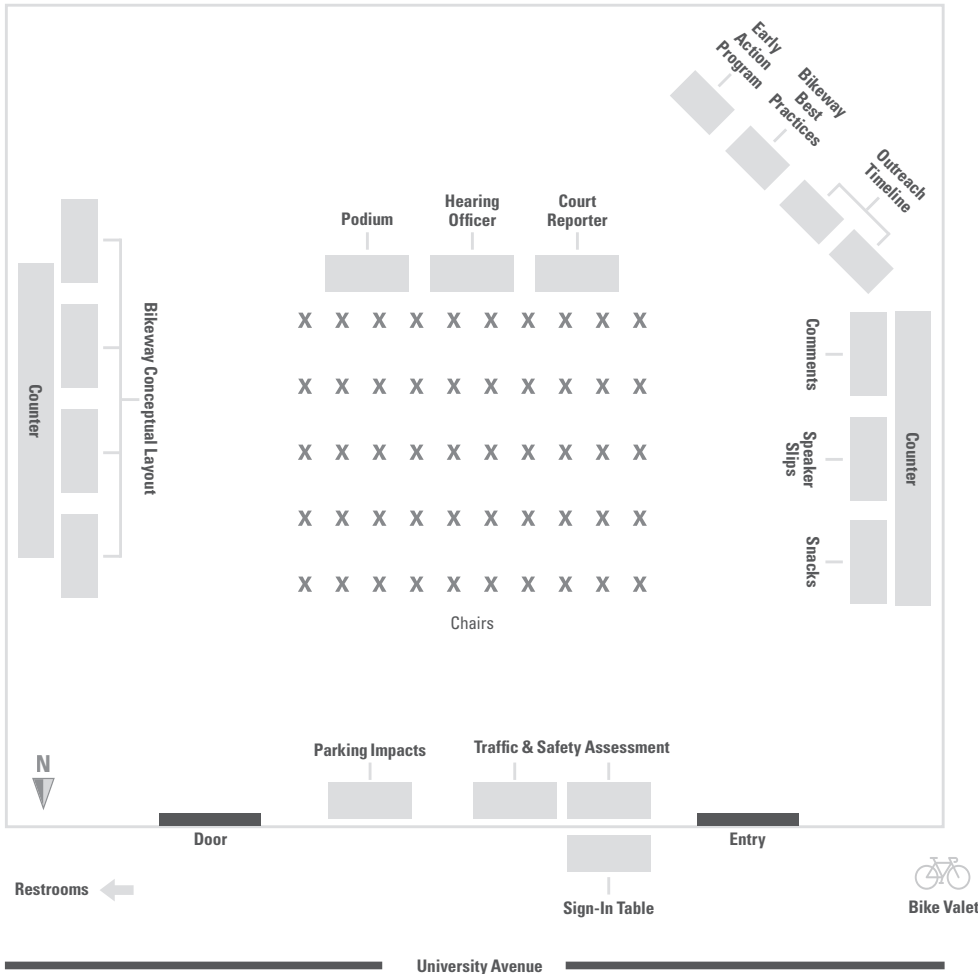 Early
Action
Program
Bikeway
Best
Practices
Outreach
Timeline
Podium
Hearing
Officer
Court
Reporter
Counter
Bikeway Conceptual Layout
X X X X X X X X X X
X X X X X X X X X X
X X X X X X X X X X
X X X X X X X X X X
X X X X X X X X X X
Chairs
Comments
Speaker
Slips
Snacks
Counter
N
Parking Impacts
Traffic & Safety Assessment
Door
Entry
Restrooms
Sign-In Table
Bike Valet
University Avenue